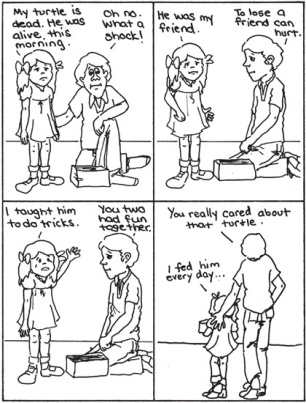 My turtle is
dead. He was
alive, this
morning.
Oh no.
What a
shock!
He was my
friend.
To lose a
friend can
hurt.
I taught him
to do tricks.
You two
had fun
together.
You really cared about
that turtle.
I fed him
every day...